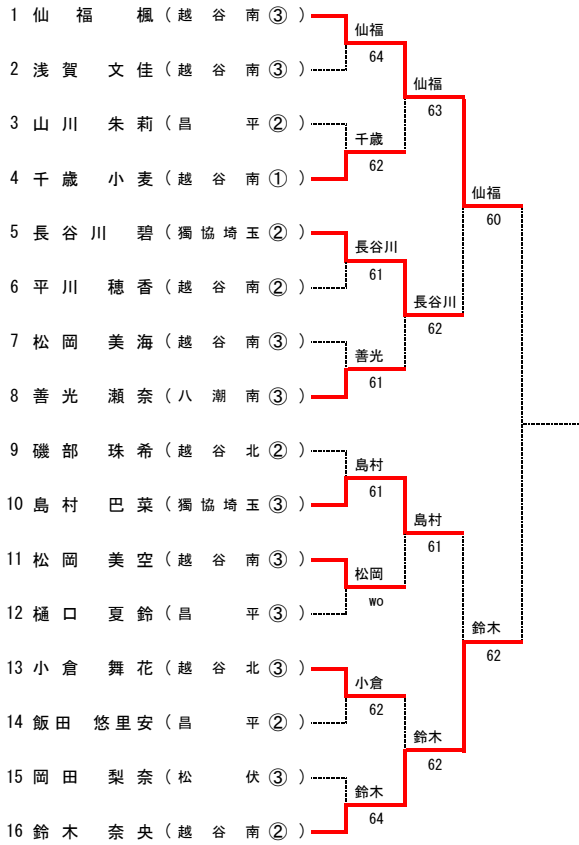 1 仙福 楓 (越谷南③)
2 浅賀 文佳 (越谷南③)
3 山川 朱莉 (昌平②)
4 千歳 小麦 (越谷南①)
5 長谷川 碧 (獨協埼玉②)
6 平川 穂香 (越谷南②)
7 松岡 美海 (越谷南③)
8 善光 瀬奈 (八潮南③)
9 磯部 珠希 (越谷北②)
10 島村 巴菜 (獨協埼玉③)
11 松岡 美空 (越谷南③)
12 樋口 夏鈴 (昌平③)
13 小倉 舞花 (越谷北③)
14 飯田 悠里安 (昌平②)
15 岡田 梨奈 (松伏③)
16 鈴木 奈央 (越谷南②)
仙福
64
千歳
62
長谷川
61
善光
61
島村
61
松岡
wo
小倉
62
鈴木
64
仙福
63
長谷川
62
島村
61
鈴木
62
仙福
60
鈴木
62